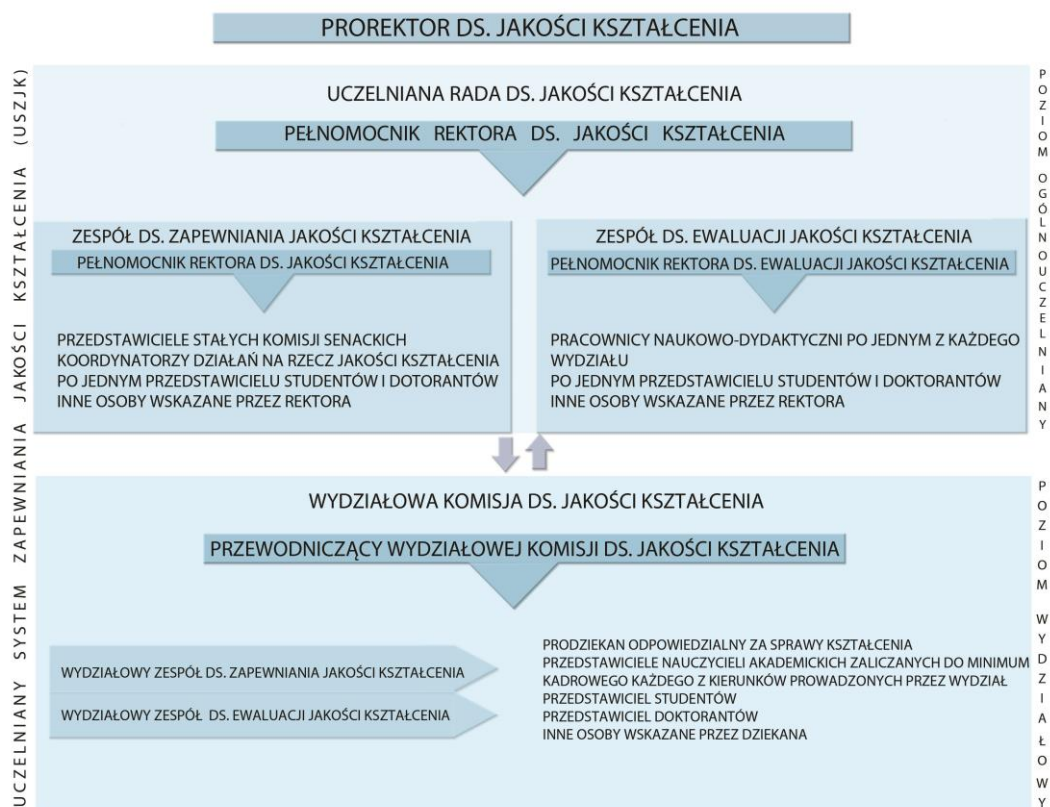 PROREKTOR DS. JAKOŚCI KSZTAŁCENIA
UCZELNIANY SYSTEM ZAPEWNIANIA JAKOŚCI KSZTAŁCENIA (USZJK)
POZIOM OGÓLNOUCZELNIANY
UCZELNIANA RADA DS. JAKOŚCI KSZTAŁCENIA
PEŁNOMOCNIK REKTORA DS. JAKOŚCI KSZTAŁCENIA
ZESPÓŁ DS. ZAPEWNIANIA JAKOŚCI KSZTAŁCENIA
PEŁNOMOCNIK REKTORA DS. JAKOŚCI KSZTAŁCENIA
PRZEDSTAWICIELE STAŁYCH KOMISJI SENACKICH
KOORDYNATORZY DZIAŁAŃ NA RZECZ JAKOŚCI KSZTAŁCENIA
PO JEDNYM PRZEDSTAWICIELU STUDENTÓW I DOTORANTÓW
INNE OSOBY WSKAZANE PRZEZ REKTORA
ZESPÓŁ DS. EWALUACJI JAKOŚCI KSZTAŁCENIA
PEŁNOMOCNIK REKTORA DS. EWALUACJI JAKOŚCI KSZTAŁCENIA
PRACOWNICY NAUKOWO-DYDAKTYCZNI PO JEDNYM Z KAŻDEGO
WYDZIAŁU
PO JEDNYM PRZEDSTAWICIELU STUDENTÓW I DOKTORANTÓW
INNE OSOBY WSKAZANE PRZEZ REKTORA
POZIOM WYDZIAŁOWY
WYDZIAŁOWA KOMISJA DS. JAKOŚCI KSZTAŁCENIA
PRZEWODNICZĄCY WYDZIAŁOWEJ KOMISJI DS. JAKOŚCI KSZTAŁCENIA
WYDZIAŁOWY ZESPÓŁ DS. ZAPEWNIANIA JAKOŚCI KSZTAŁCENIA
WYDZIAŁOWY ZESPÓŁ DS. EWALUACJI JAKOŚCI KSZTAŁCENIA
PRODZIEKAN ODPOWIEDZIALNY ZA SPRAWY KSZTAŁCENIA
PRZEDSTAWICIELE NAUCZYCIELI AKADEMICKICH ZALICZANYCH DO MINIMUM
KADROWEGO KAŻDEGO Z KIERUNKÓW PROWADZONYCH PRZEZ WYDZIAŁ
PRZEDSTAWICIEL STUDENTÓW
PRZEDSTAWICIEL DOKTORANTÓW
INNE OSOBY WSKAZANE PRZEZ DZIEKANA